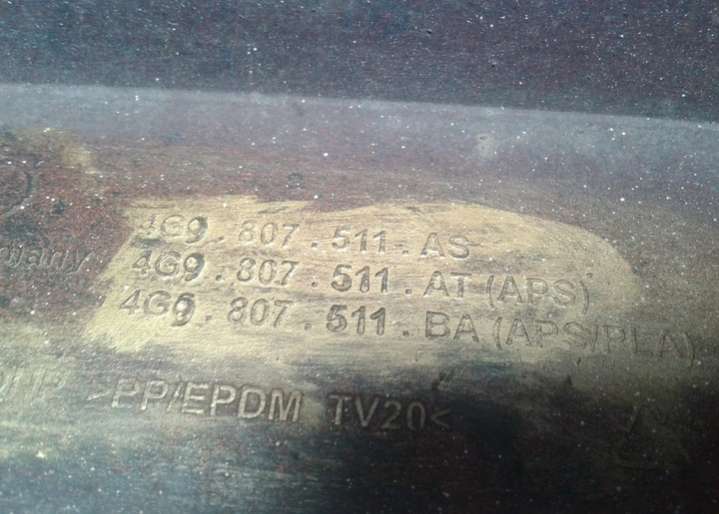 4G9.807.511.AS
4G9.807.511.AT (APS)
4G9.807.511.BA (APS/PLA)
>PP/EPDM TV20<